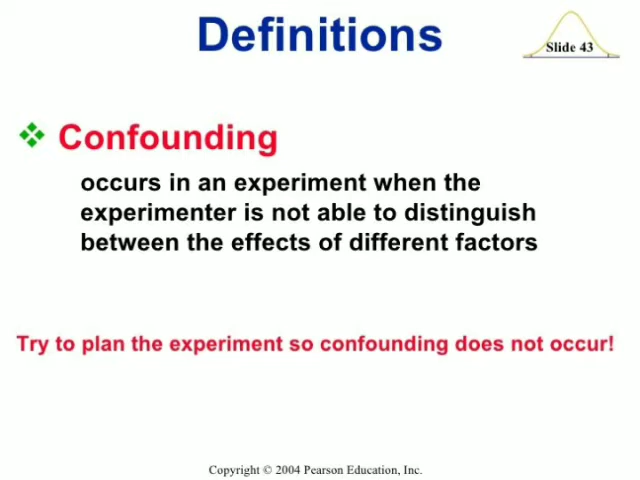 Definitions
Slide 43
Confounding
occurs in an experiment when the
experimenter is not able to distinguish
between the effects of different factors
Try to plan the experiment so confounding does not occur!
Copyright © 2004 Pearson Education, Inc.